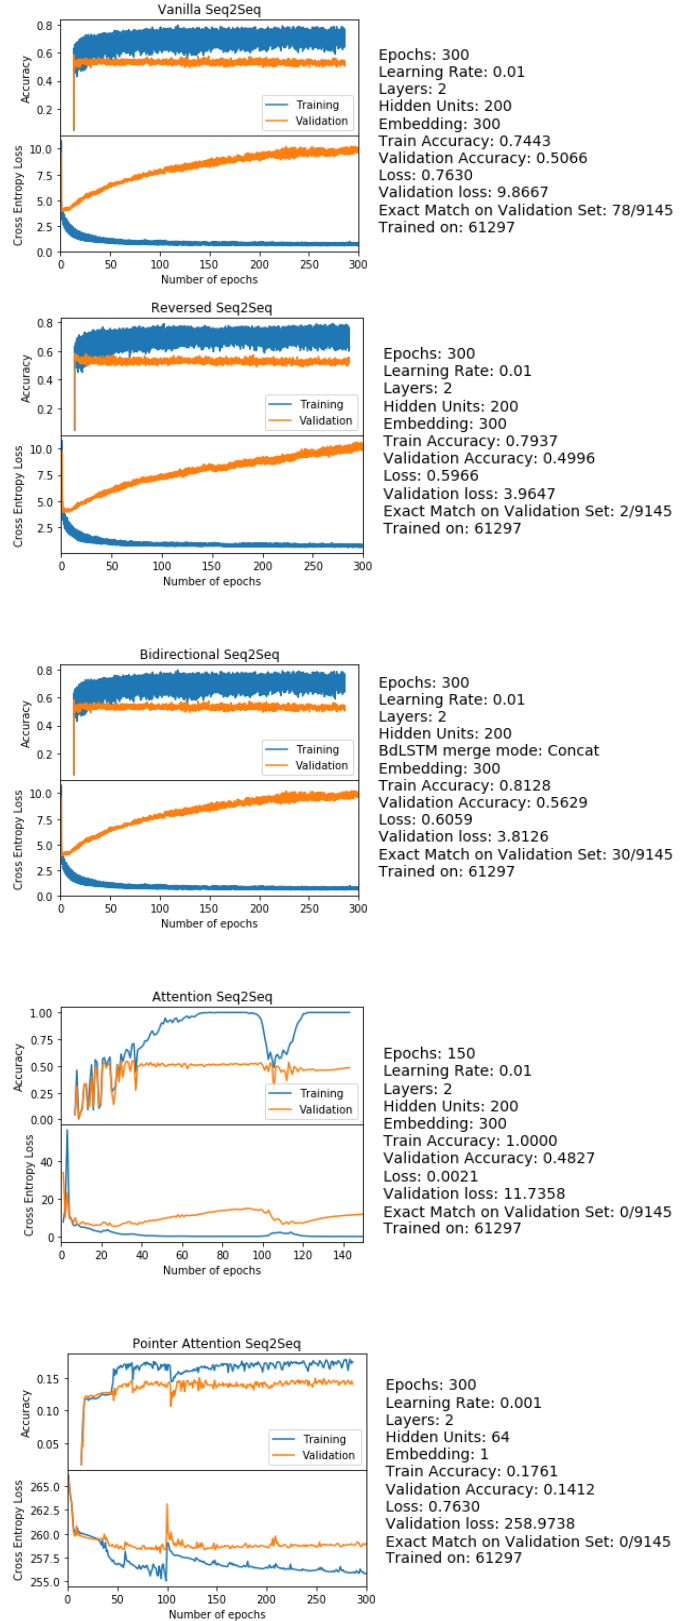 Vanilla Seq2Seq
0.8
0.6
0.4
0.2
Accuracy
Training
Validation
10.0
7.5
5.0
2.5
0.0
Cross Entropy Loss
0 50 100 150 200 250 300
Number of epochs
Epochs: 300
Learning Rate: 0.01
Layers: 2
Hidden Units: 200
Embedding: 300
Train Accuracy: 0.7443
Validation Accuracy: 0.5066
Loss: 0.7630
Validation loss: 9.8667
Exact Match on Validation Set: 78/9145
Trained on: 61297
Reversed Seq2Seq
0.8
0.6
0.4
0.2
Accuracy
Training
Validation
10.0
7.5
5.0
2.5
Cross Entropy Loss
0 50 100 150 200 250 300
Number of epochs
Epochs: 300
Learning Rate: 0.01
Layers: 2
Hidden Units: 200
Embedding: 300
Train Accuracy: 0.7937
Validation Accuracy: 0.4996
Loss: 0.5966
Validation loss: 3.9647
Exact Match on Validation Set: 2/9145
Trained on: 61297
Bidirectional Seq2Seq
0.8
0.6
0.4
0.2
Accuracy
Training
Validation
10.0
7.5
5.0
2.5
0.0
Cross Entropy Loss
0 50 100 150 200 250 300
Number of epochs
Epochs: 300
Learning Rate: 0.01
Layers: 2
Hidden Units: 200
BdLSTM merge mode: Concat
Embedding: 300
Train Accuracy: 0.8128
Validation Accuracy: 0.5629
Loss: 0.6059
Validation loss: 3.8126
Exact Match on Validation Set: 30/9145
Trained on: 61297
Attention Seq2Seq
1.00
0.75
0.50
0.25
0.00
Accuracy
Training
Validation
40
20
0
Cross Entropy Loss
0 20 40 60 80 100 120 140
Number of epochs
Epochs: 150
Learning Rate: 0.01
Layers: 2
Hidden Units: 200
Embedding: 300
Train Accuracy: 1.0000
Validation Accuracy: 0.4827
Loss: 0.0021
Validation loss: 11.7358
Exact Match on Validation Set: 0/9145
Trained on: 61297
Pointer Attention Seq2Seq
0.15
0.10
0.05
Accuracy
Training
Validation
265.0
262.5
260.0
257.5
255.0
Cross Entropy Loss
0 50 100 150 200 250 300
Number of epochs
Epochs: 300
Learning Rate: 0.001
Layers: 2
Hidden Units: 64
Embedding: 1
Train Accuracy: 0.1761
Validation Accuracy: 0.1412
Loss: 0.7630
Validation loss: 258.9738
Exact Match on Validation Set: 0/9145
Trained on: 61297